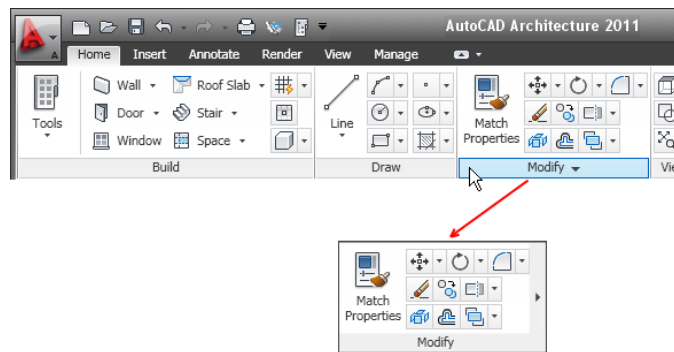 AutoCAD Architecture 2011
A
Home Insert Annotate Render View Manage
Wall Roof Slab
Door Stair
Window Space
Tools
Line
Match
Properties
Build Draw Modify Vie
Match
Properties
Modify